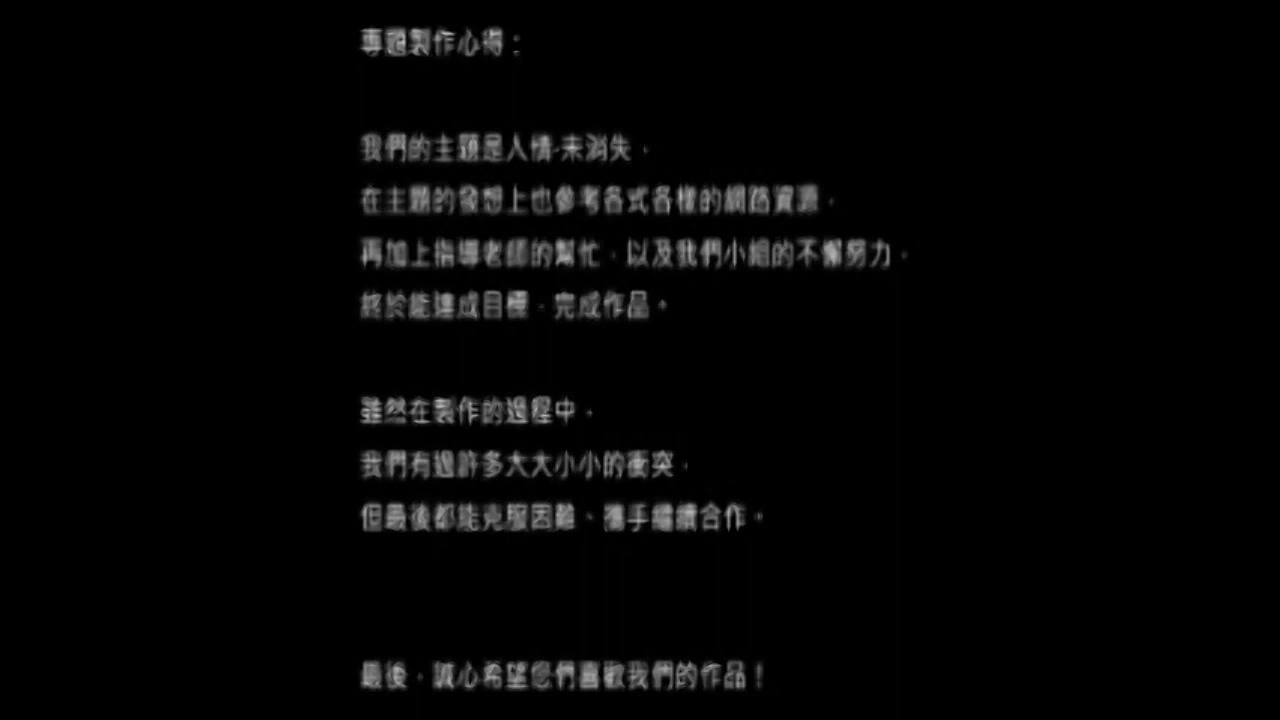 專題製作心得：
我們的主題是人情·未消失，
在主題的發想上也參考各式各樣的網路資源，
再加上指導老師的幫忙，以及我們小組的不懈努力，
終於能達成目標，完成作品。
雖然在製作的過程中，
我們有過許多大大小小的衝突，
但最後都能克服困難、攜手繼續合作。
最後，誠心希望您們喜歡我們的作品！